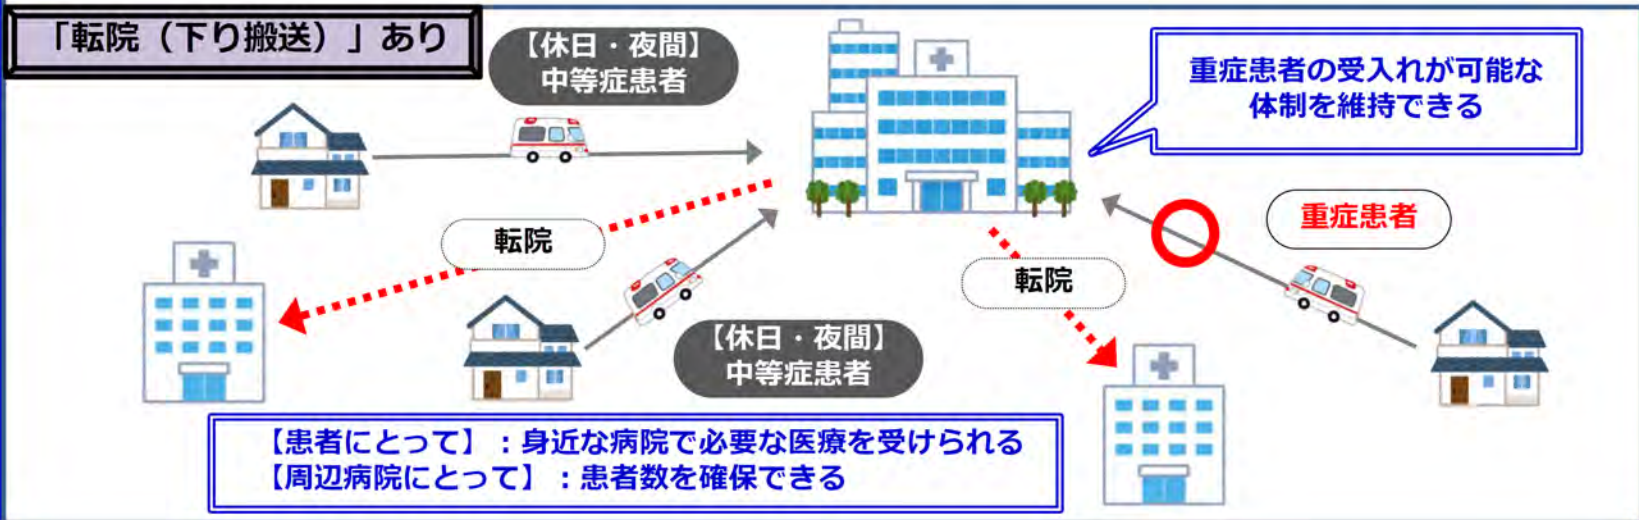 「転院（下り搬送）」あり
【休日・夜間】
中等症患者
重症患者の受入れが可能な
体制を維持できる
重症患者
転院
転院
【休日・夜間】
中等症患者
【患者にとって】：身近な病院で必要な医療を受けられる
【周辺病院にとって】：患者数を確保できる